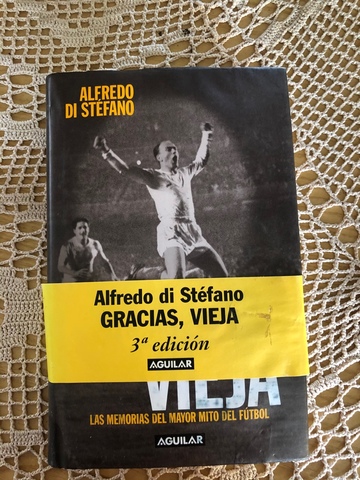 ALFREDO
DI STÉFANO
Alfredo di Stéfano
GRACIAS, VIEJA
3ª edición
AGUILAR
VIEJA
LAS MEMORIAS DEL MAYOR MITO DEL FÚTBOL
AGUILAR